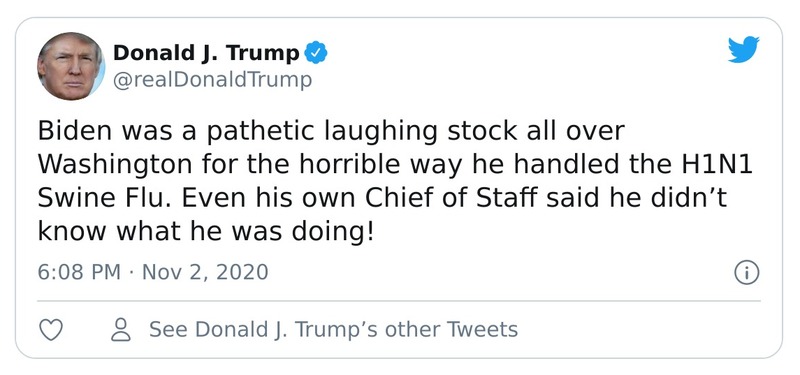 Donald J. Trump
@realDonaldTrump
Biden was a pathetic laughing stock all over
Washington for the horrible way he handled the H1N1
Swine Flu. Even his own Chief of Staff said he didn’t
know what he was doing!
6:08 PM · Nov 2, 2020
See Donald J. Trump’s other Tweets